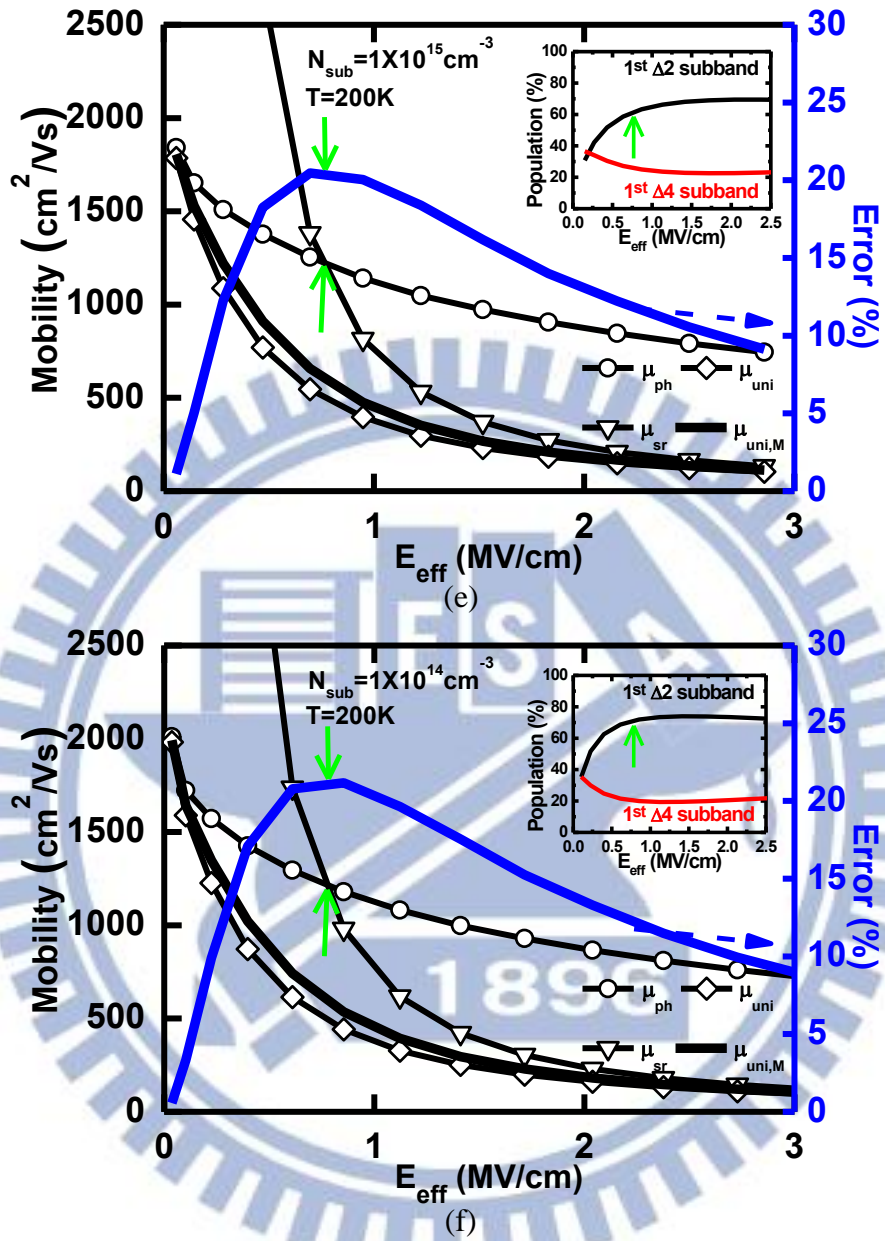 2500
2000
1500
1000
500
0
Mobility (cm²/Vs)
N_sub=1X10^15cm^-3
T=200K
30
25
20
15
10
5
0
Error (%)
100
80
60
40
20
0
Population (%)
1st Δ2 subband
1st Δ4 subband
0.0 0.5 1.0 1.5 2.0 2.5
E_eff (MV/cm)
μ_ph μ_uni
μ_sr μ_uni,M
0 1 2 3
E_eff (MV/cm)
(e)
2500
2000
1500
1000
500
0
Mobility (cm²/Vs)
N_sub=1X10^14cm^-3
T=200K
30
25
20
15
10
5
0
Error (%)
100
80
60
40
20
0
Population (%)
1st Δ2 subband
1st Δ4 subband
0.0 0.5 1.0 1.5 2.0 2.5
E_eff (MV/cm)
μ_ph μ_uni
μ_sr μ_uni,M
0 1 2 3
E_eff (MV/cm)
(f)
ES
1896